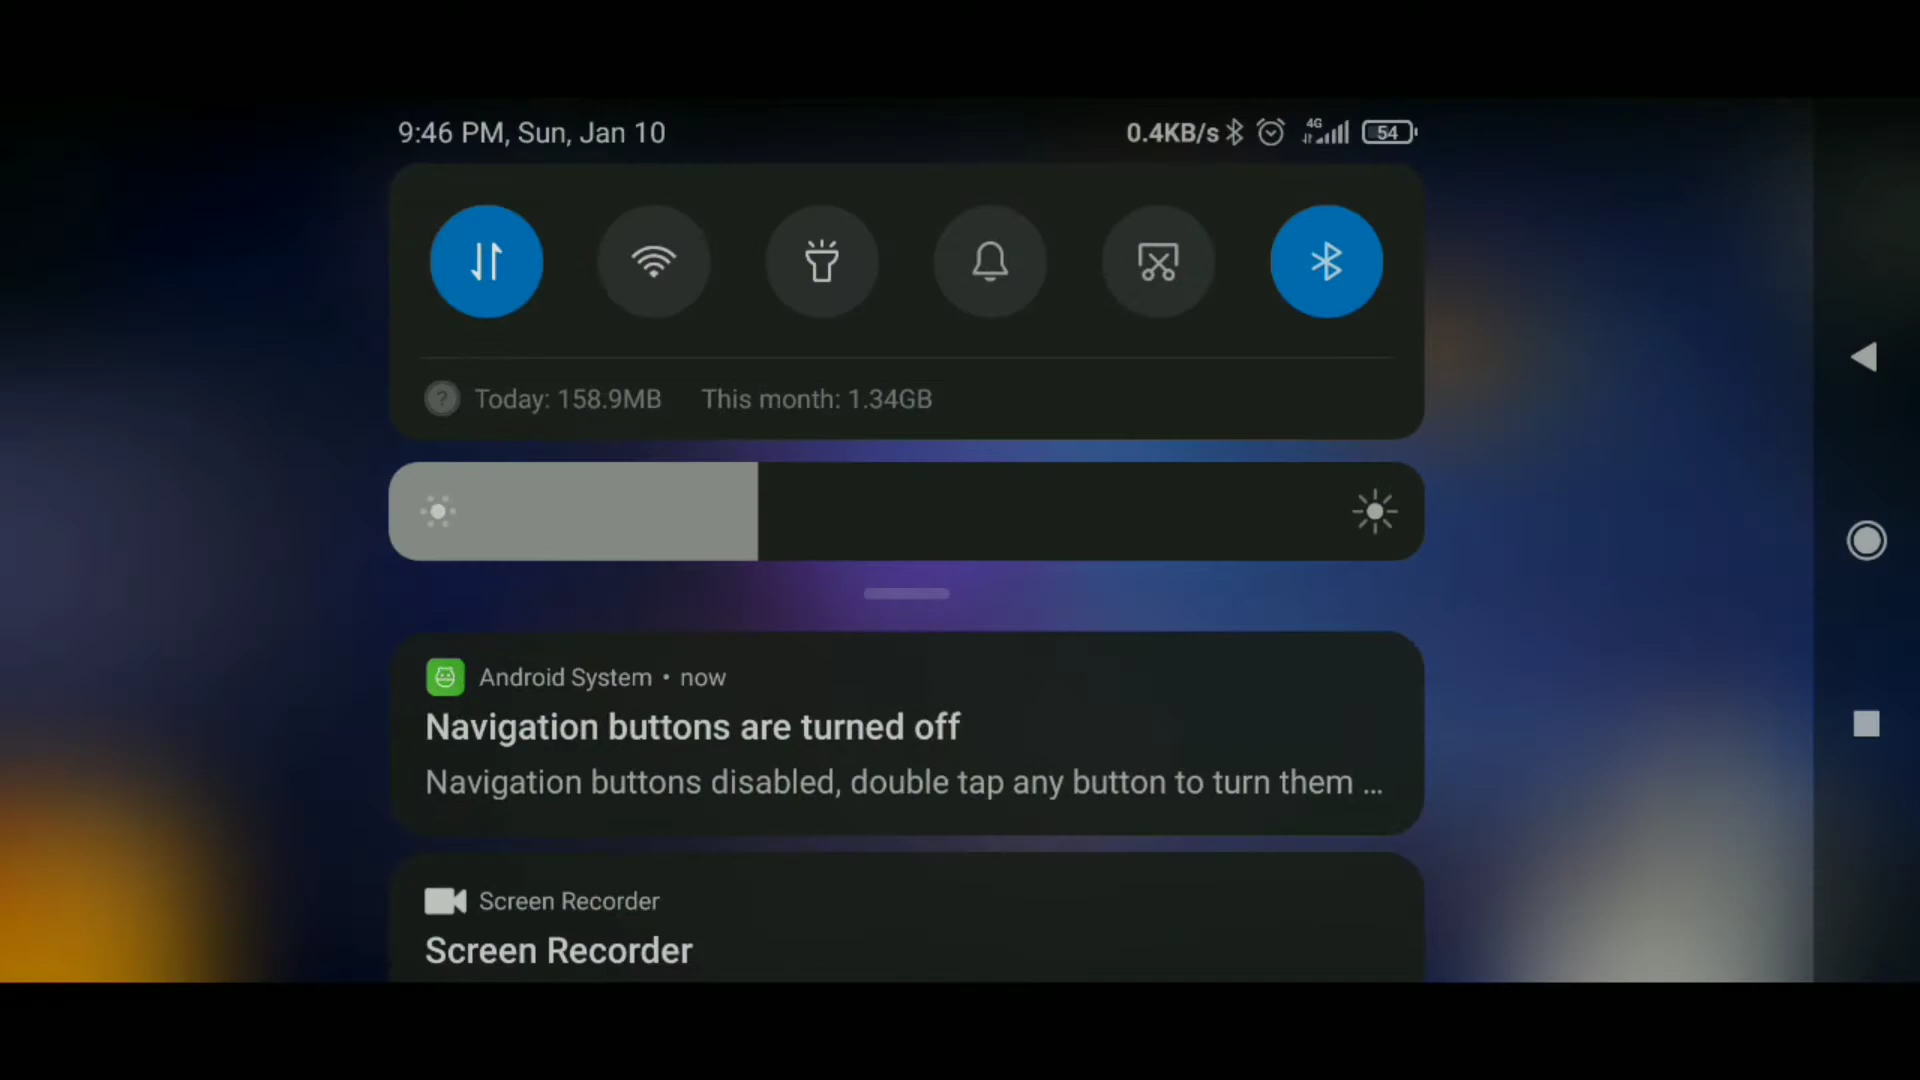 9:46 PM, Sun, Jan 10 0.4KB/s 4G 54
Today: 158.9MB This month: 1.34GB
Android System • now
Navigation buttons are turned off
Navigation buttons disabled, double tap any button to turn them ...
Screen Recorder
Screen Recorder